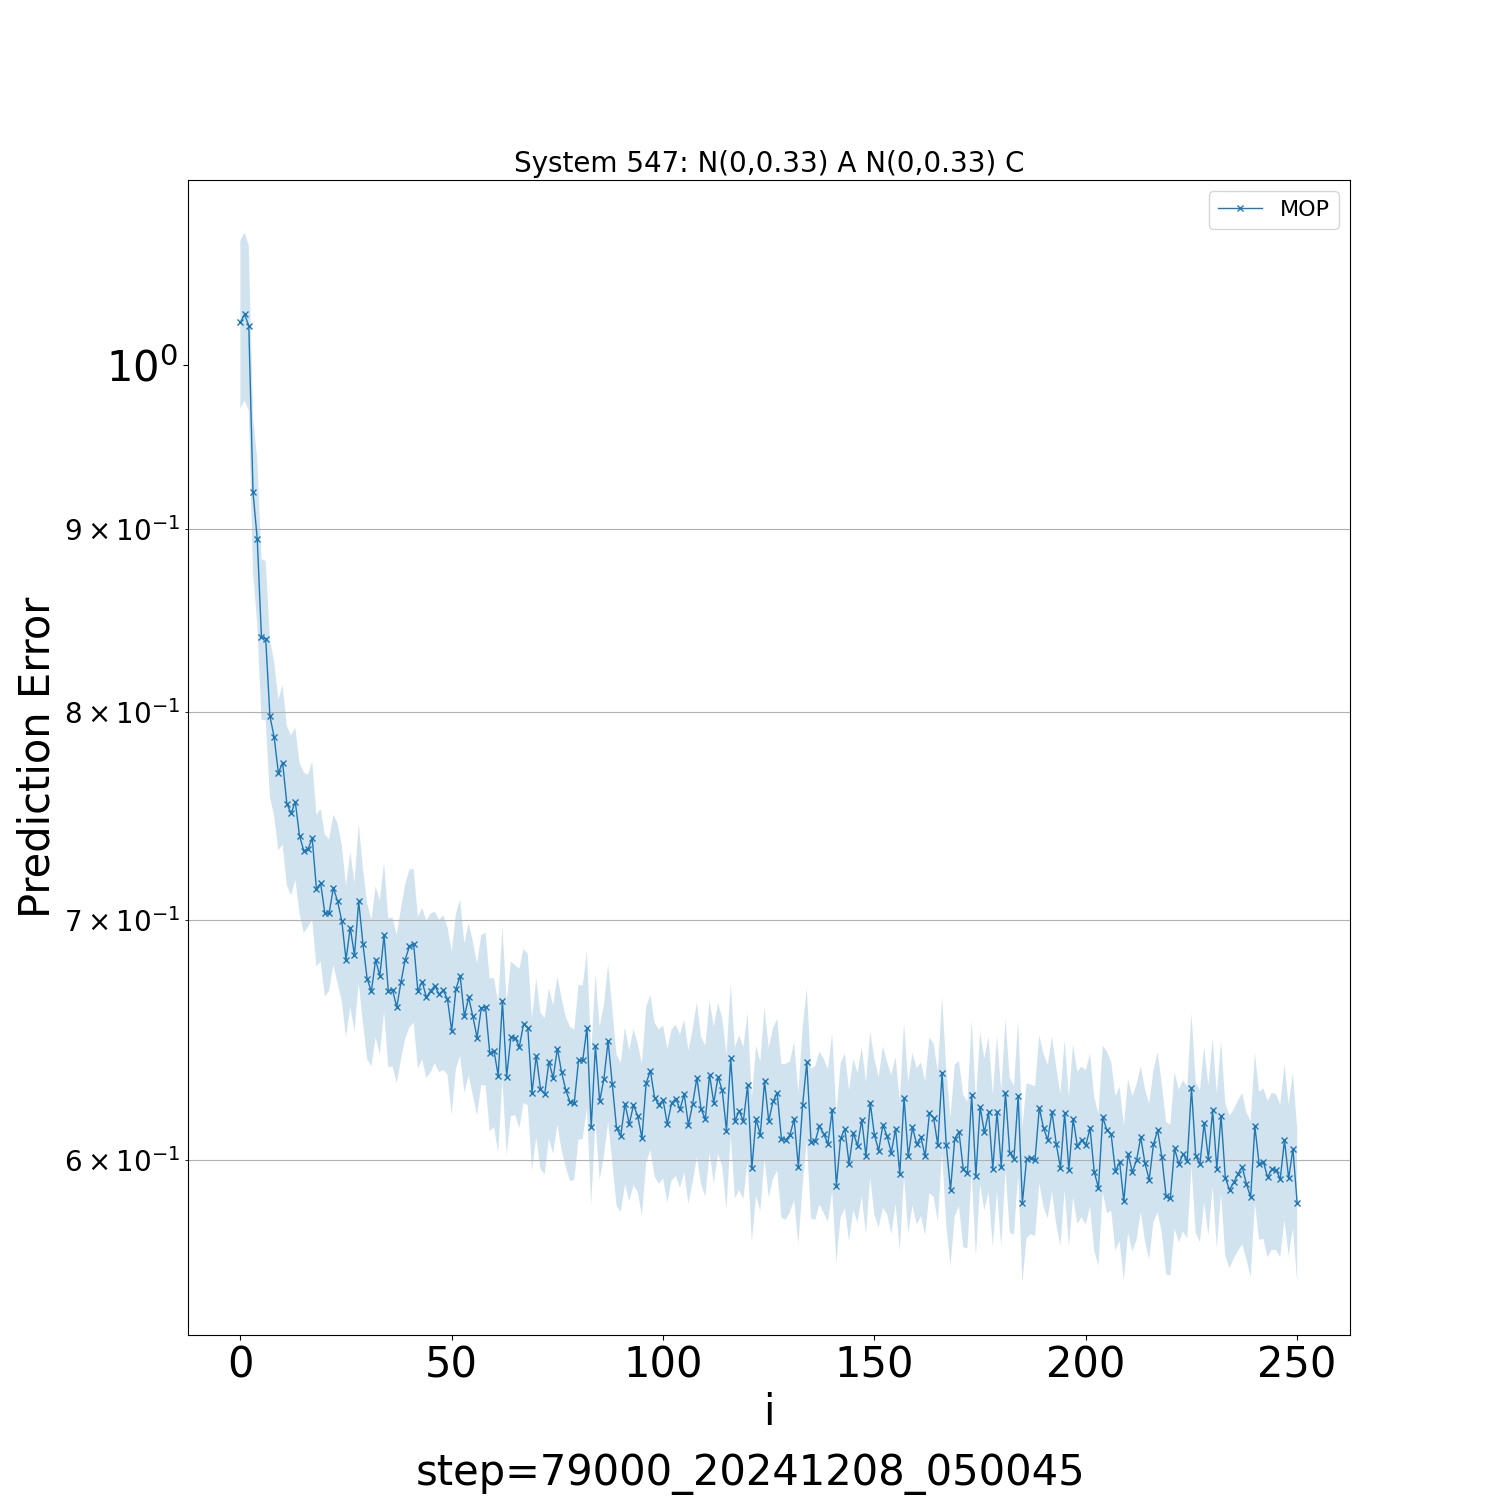 System 547: N(0,0.33) A N(0,0.33) C
MOP
10⁰
9×10⁻¹
8×10⁻¹
7×10⁻¹
6×10⁻¹
Prediction Error
0 50 100 150 200 250
i
step=79000_20241208_050045